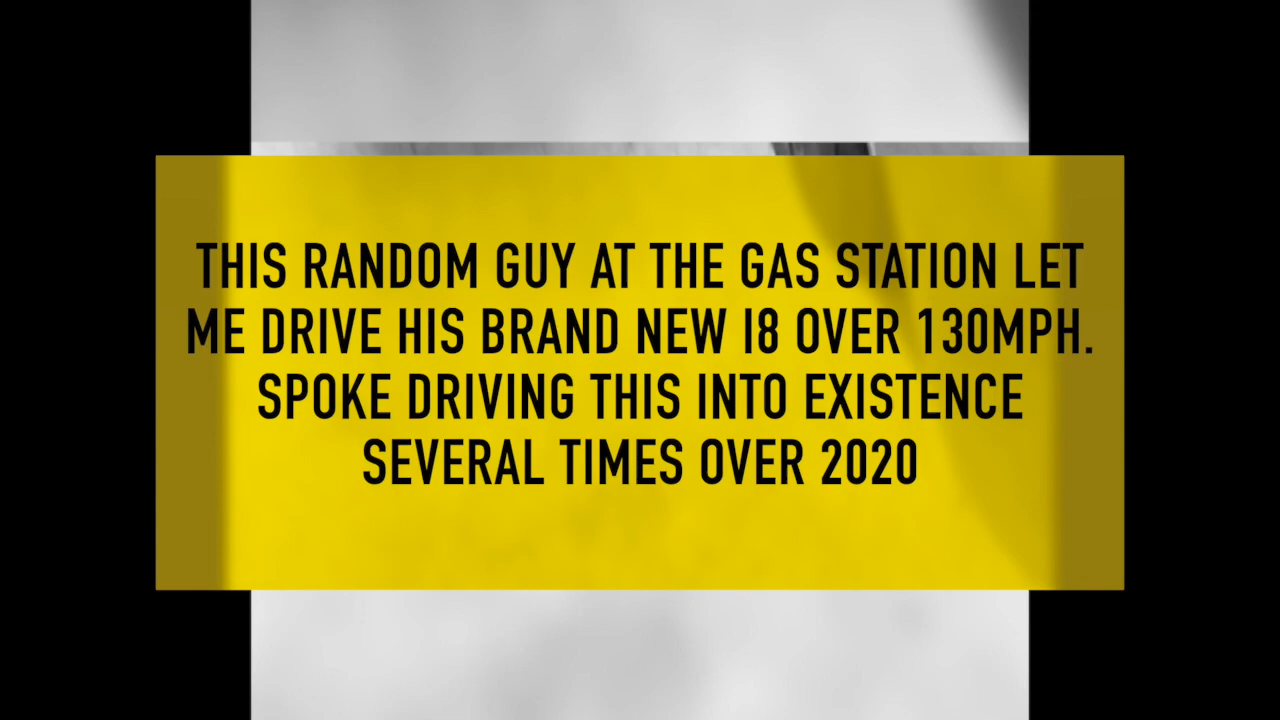 THIS RANDOM GUY AT THE GAS STATION LET
ME DRIVE HIS BRAND NEW I8 OVER 130MPH.
SPOKE DRIVING THIS INTO EXISTENCE
SEVERAL TIMES OVER 2020